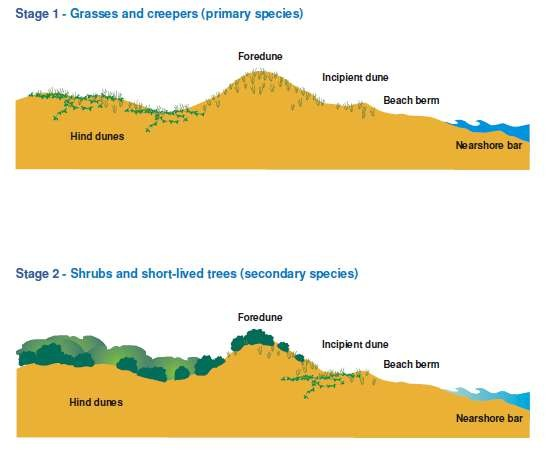 Stage 1 - Grasses and creepers (primary species)
Foredune
Incipient dune
Beach berm
Hind dunes
Nearshore bar
Stage 2 - Shrubs and short-lived trees (secondary species)
Foredune
Incipient dune
Beach berm
Hind dunes
Nearshore bar